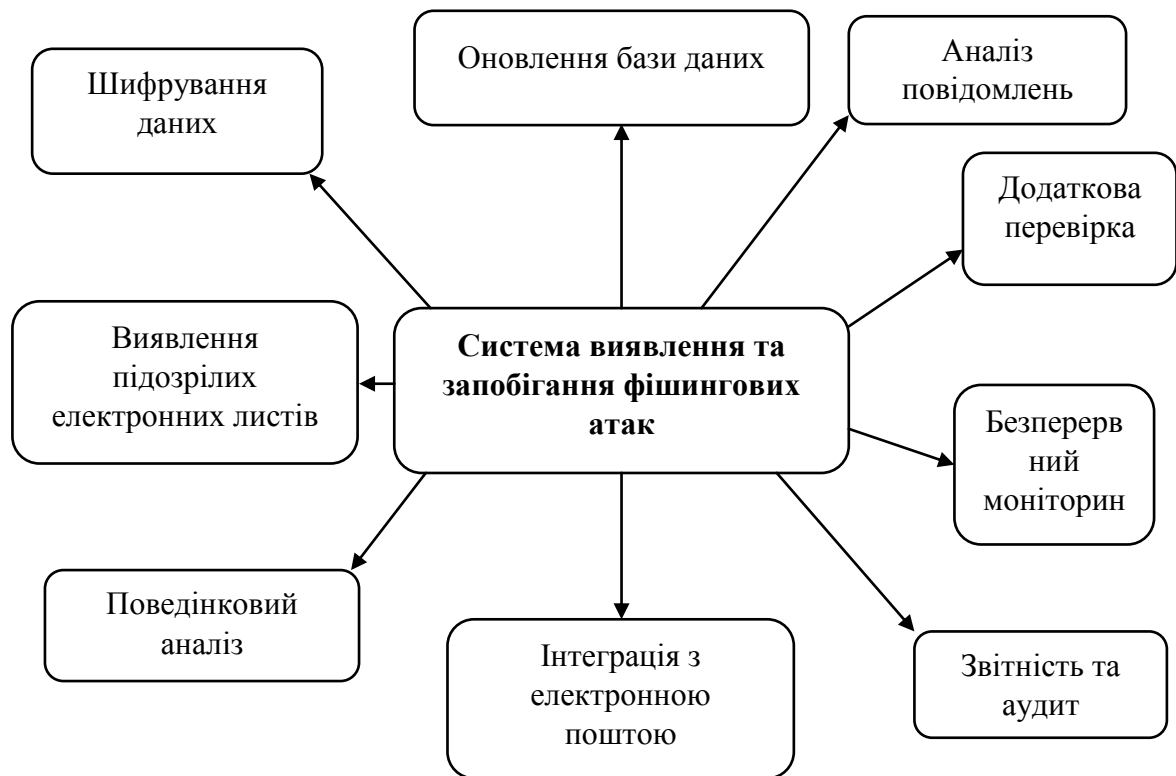 Шифрування
даних
Оновлення бази даних
Аналіз
повідомлень
Додаткова
перевірка
Виявлення
підозрілих
електронних листів
Система виявлення та
запобігання фішингових
атак
Безперерв
ний
моніторин
Поведінковий
аналіз
Інтеграція з
електронною
поштою
Звітність та
аудит